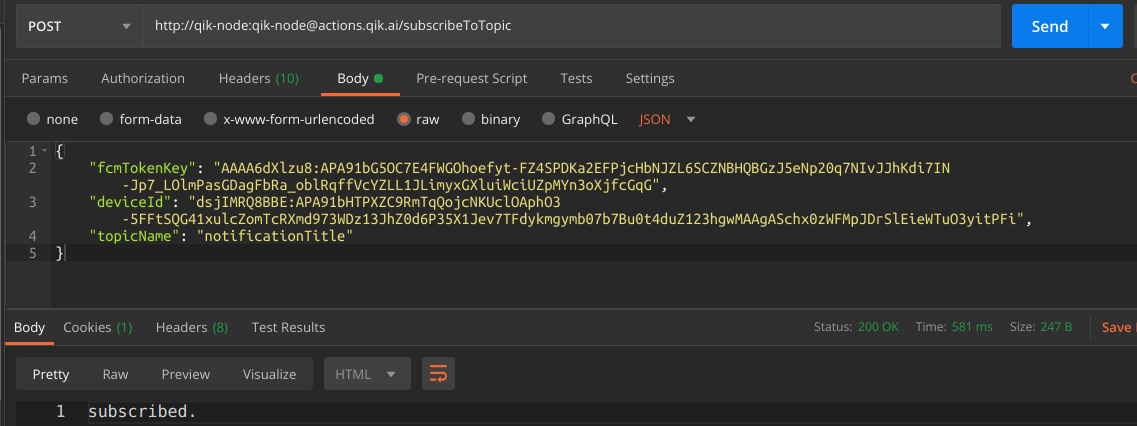 POST http://qik-node:qik-node@actions.qik.ai/subscribeToTopic Send
Params Authorization Headers (10) Body Pre-request Script Tests Settings
none form-data x-www-form-urlencoded raw binary GraphQL JSON
1 {
2 "fcmTokenKey": "AAAA6dXlzu8:APA91bG5OC7E4FWGOhoefyt-FZ4SPDKa2EFPjcHbNJZL6SCZNBHQBGzJ5eNp20q7NIvJJhKdi7IN
-Jp7_LOlmPasGDagFbRa_oblRqffVcYZLL1JLimyxGXluiWciUZpMYn3oXjfcGqG",
3 "deviceId": "dsjIMRQ8BBE:APA91bHTPXZC9RmTqQojcNKUclOAphO3
-5FFtSQG41xulcZomTcRXmd973WDz13JhZ0d6P35X1Jev7TFdykmgymb07b7Bu0t4duZ123hgwMAAgASchx0zWFMpJDrSlEieWTuO3yitPFi",
4 "topicName": "notificationTitle"
5 }
Body Cookies (1) Headers (8) Test Results Status: 200 OK Time: 581 ms Size: 247 B Save
Pretty Raw Preview Visualize HTML
1 subscribed.